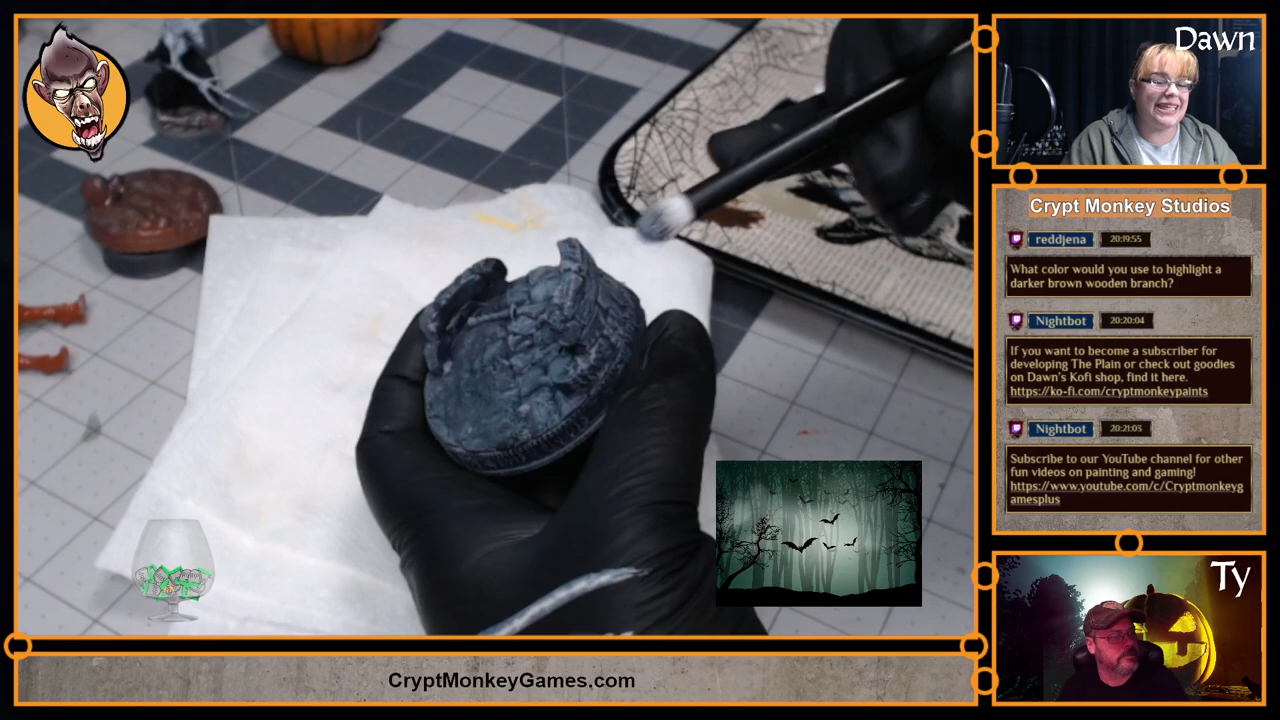 Dawn
Crypt Monkey Studios
reddjena 20:19:55
What color would you use to highlight a
darker brown wooden branch?
Nightbot 20:20:04
If you want to become a subscriber for
developing The Plain or check out goodies
on Dawn's Kofi shop, find it here.
https://ko-fi.com/cryptmonkeypaints
Nightbot 20:21:03
Subscribe to our YouTube channel for other
fun videos on painting and gaming!
https://www.youtube.com/c/Cryptmonkeyg
amesplus
Ty
CryptMonkeyGames.com